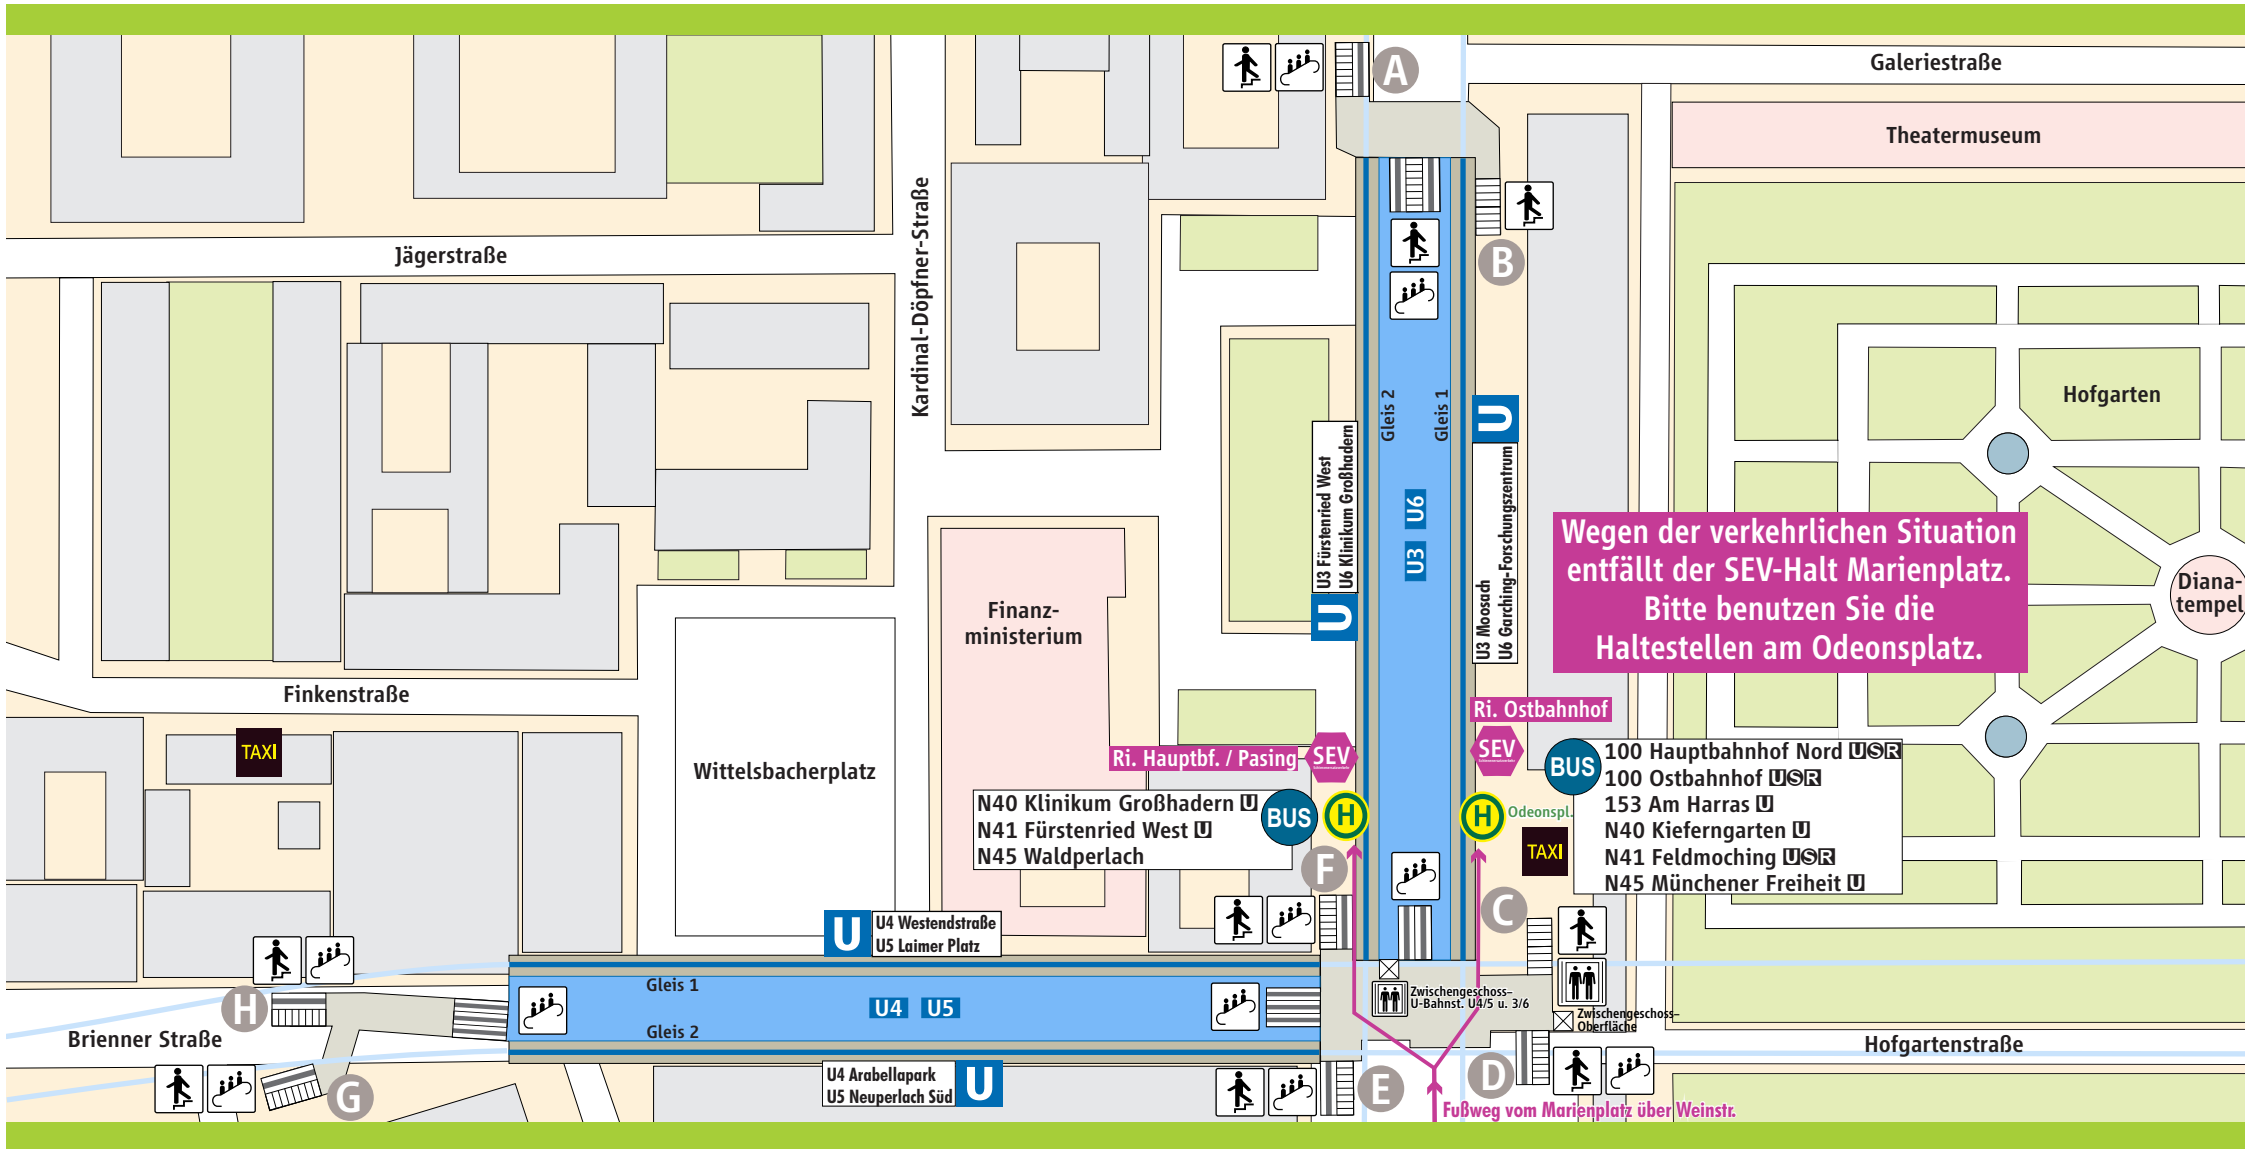 A
Galeriestraße
Theatermuseum
Jägerstraße
Kardinal-Döpfner-Straße
B
Gleis 2
Gleis 1
Hofgarten
U
U3 Fürstenried West
U6 Klinikum Großhadern
U
U3 Moosach
U6 Garching-Forschungszentrum
U
U3 U6
Wegen der verkehrlichen Situation
entfällt der SEV-Halt Marienplatz.
Bitte benutzen Sie die
Haltestellen am Odeonsplatz.
Diana-
tempel
Finanz-
ministerium
Finkenstraße
TAXI
Wittelsbacherplatz
Ri. Ostbahnhof
SEV
Ri. Hauptbf. / Pasing
SEV
BUS
100 Hauptbahnhof Nord U S R
100 Ostbahnhof U S R
153 Am Harras U
N40 Kieferngarten U
N41 Feldmoching U S R
N45 Münchener Freiheit U
N40 Klinikum Großhadern U
N41 Fürstenried West U
N45 Waldperlach
BUS
H
H
Odeonspl.
TAXI
F
C
U
U4 Westendstraße
U5 Laimer Platz
Gleis 1
U4 U5
Gleis 2
Zwischengeschoss–
U-Bahnst. U4/5 u. 3/6
Zwischengeschoss–
Oberfläche
H
Brienner Straße
Hofgartenstraße
G
U4 Arabellapark
U5 Neuperlach Süd
U
E
D
Fußweg vom Marienplatz über Weinstr.